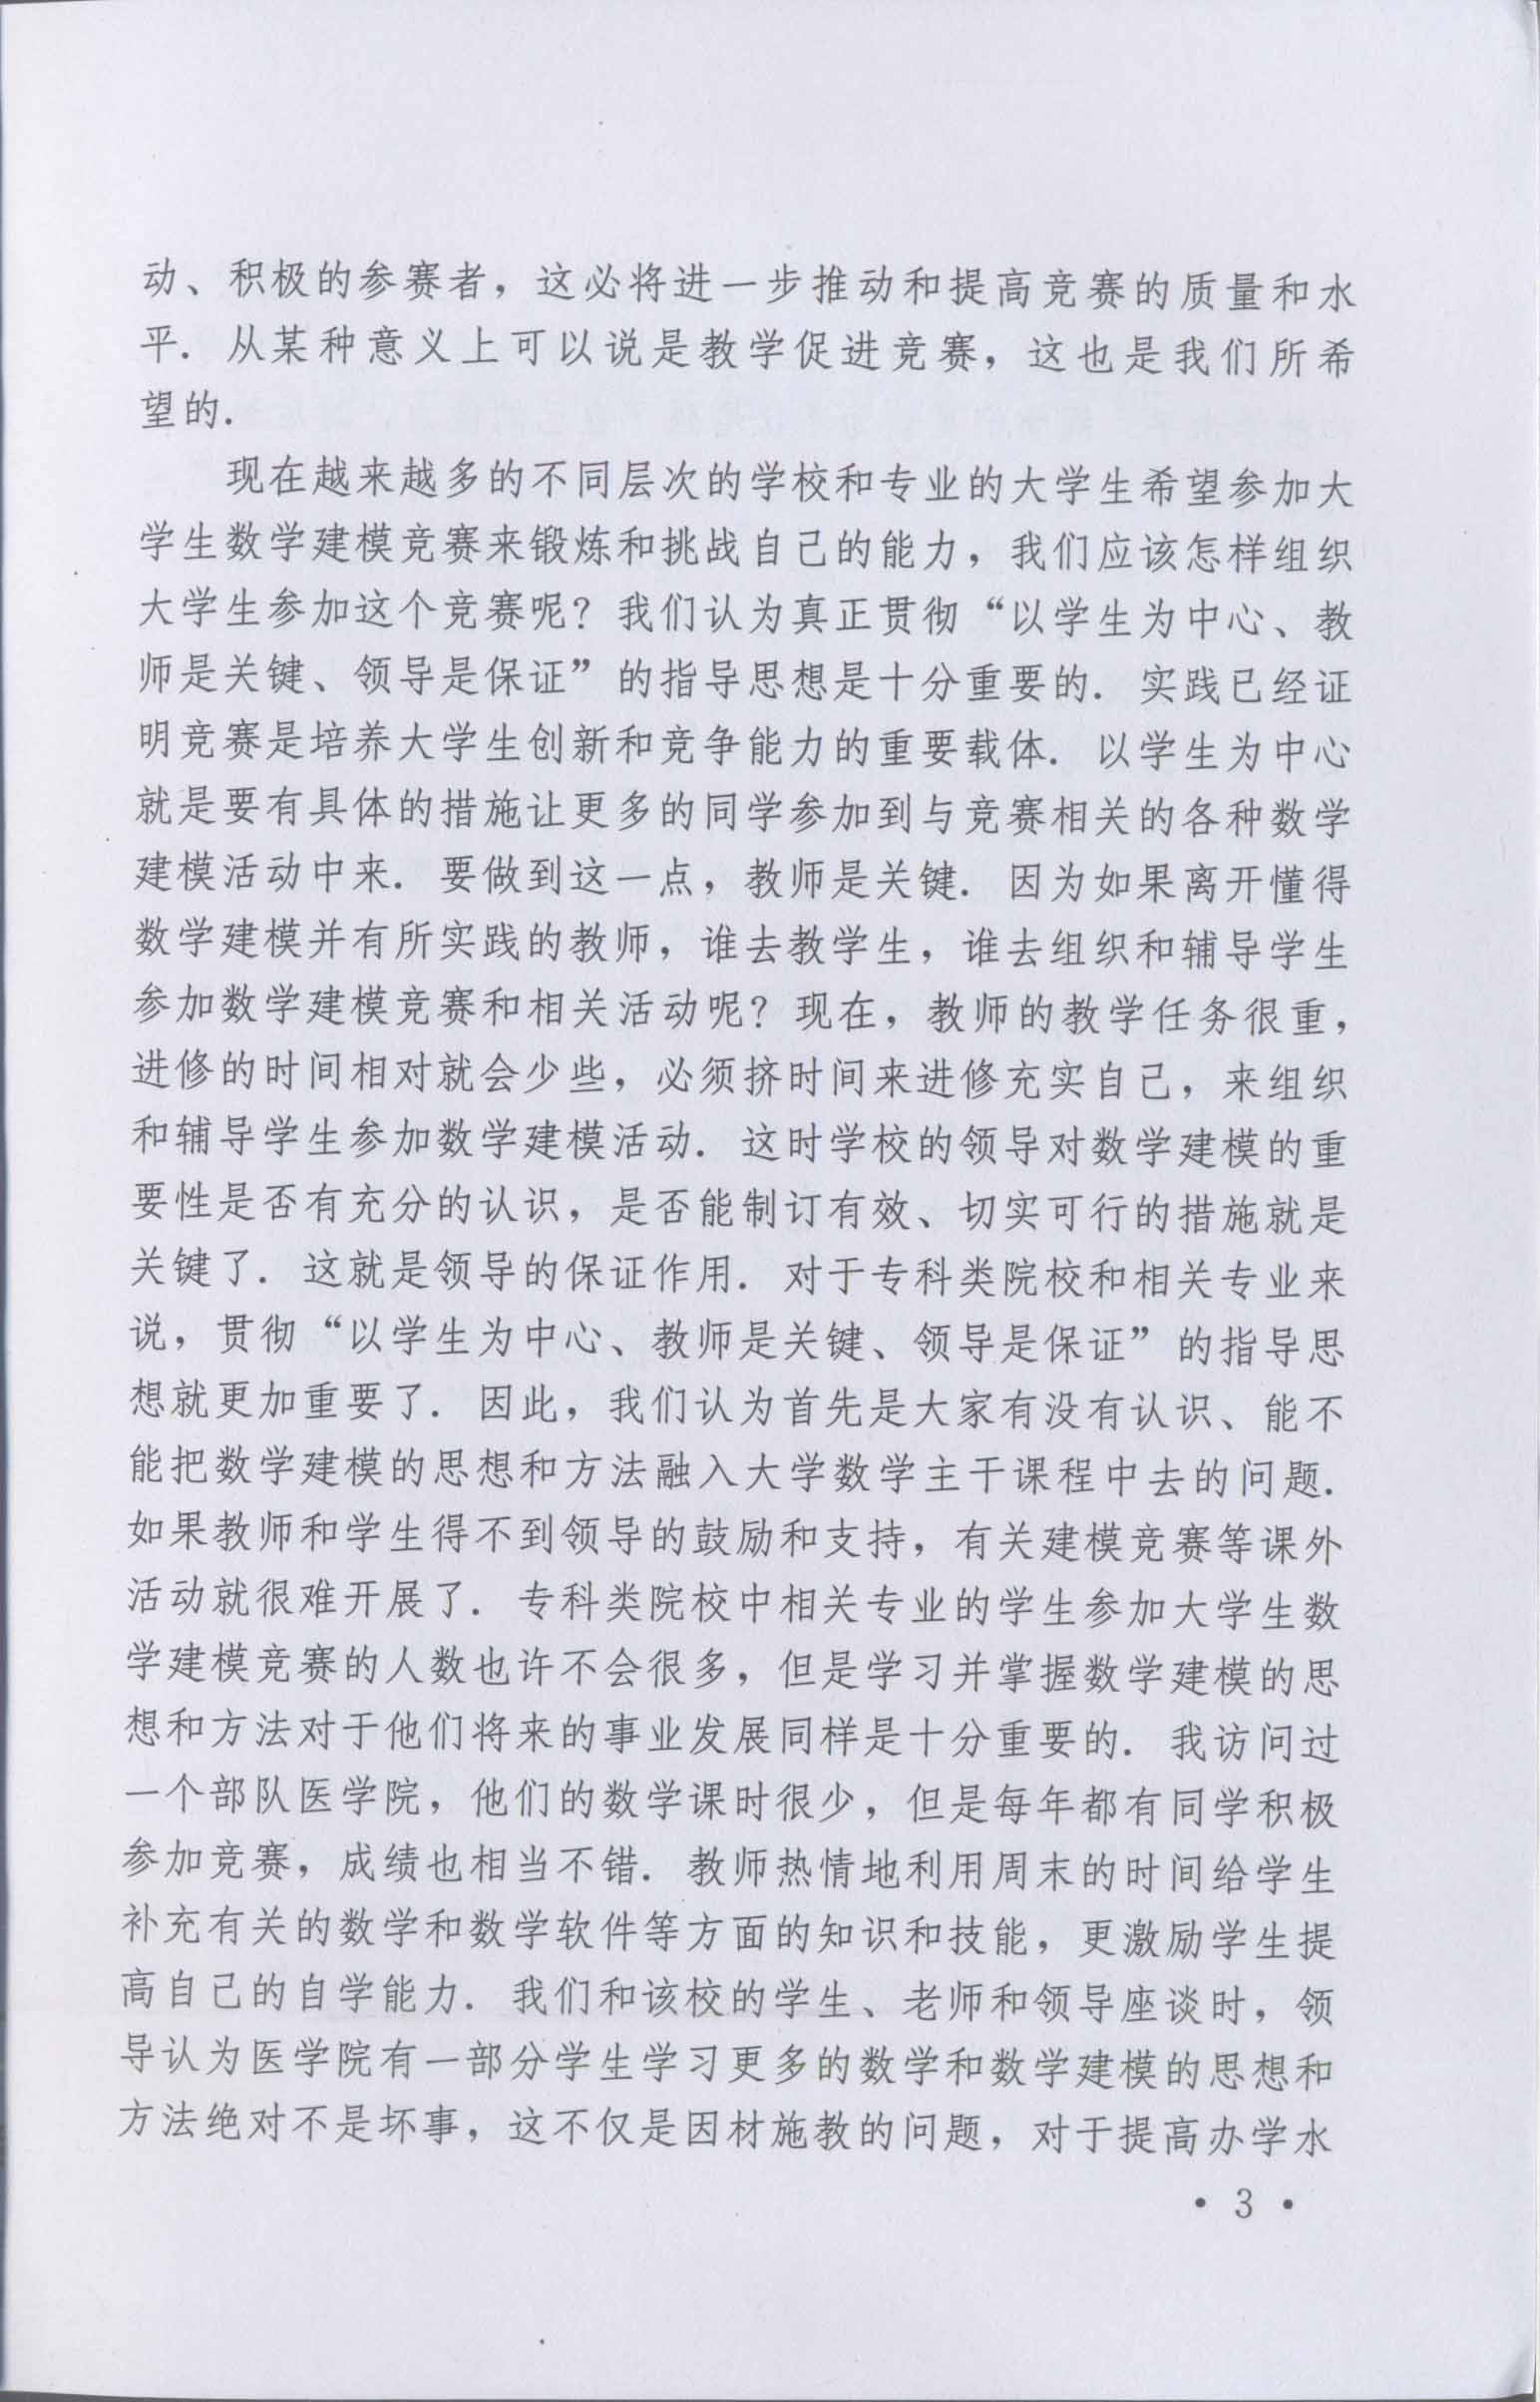 动、积极的参赛者，这必将进一步推动和提高竞赛的质量和水
平．从某种意义上可以说是教学促进竞赛，这也是我们所希
望的．
现在越来越多的不同层次的学校和专业的大学生希望参加大
学生数学建模竞赛来锻炼和挑战自己的能力，我们应该怎样组织
大学生参加这个竞赛呢？我们认为真正贯彻“以学生为中心、教
师是关键、领导是保证”的指导思想是十分重要的．实践已经证
明竞赛是培养大学生创新和竞争能力的重要载体．以学生为中心
就是要有具体的措施让更多的同学参加到与竞赛相关的各种数学
建模活动中来．要做到这一点，教师是关键．因为如果离开懂得
数学建模并有所实践的教师，谁去教学生，谁去组织和辅导学生
参加数学建模竞赛和相关活动呢？现在，教师的教学任务很重，
进修的时间相对就会少些，必须挤时间来进修充实自己，来组织
和辅导学生参加数学建模活动．这时学校的领导对数学建模的重
要性是否有充分的认识，是否能制订有效、切实可行的措施就是
关键了．这就是领导的保证作用．对于专科类院校和相关专业来
说，贯彻“以学生为中心、教师是关键、领导是保证”的指导思
想就更加重要了．因此，我们认为首先是大家有没有认识、能不
能把数学建模的思想和方法融入大学数学主干课程中去的问题．
如果教师和学生得不到领导的鼓励和支持，有关建模竞赛等课外
活动就很难开展了．专科类院校中相关专业的学生参加大学生数
学建模竞赛的人数也许不会很多，但是学习并掌握数学建模的思
想和方法对于他们将来的事业发展同样是十分重要的．我访问过
一个部队医学院，他们的数学课时很少，但是每年都有同学积极
参加竞赛，成绩也相当不错．教师热情地利用周末的时间给学生
补充有关的数学和数学软件等方面的知识和技能，更激励学生提
高自己的自学能力．我们和该校的学生、老师和领导座谈时，领
导认为医学院有一部分学生学习更多的数学和数学建模的思想和
方法绝对不是坏事，这不仅是因材施教的问题，对于提高办学水
• 3 •